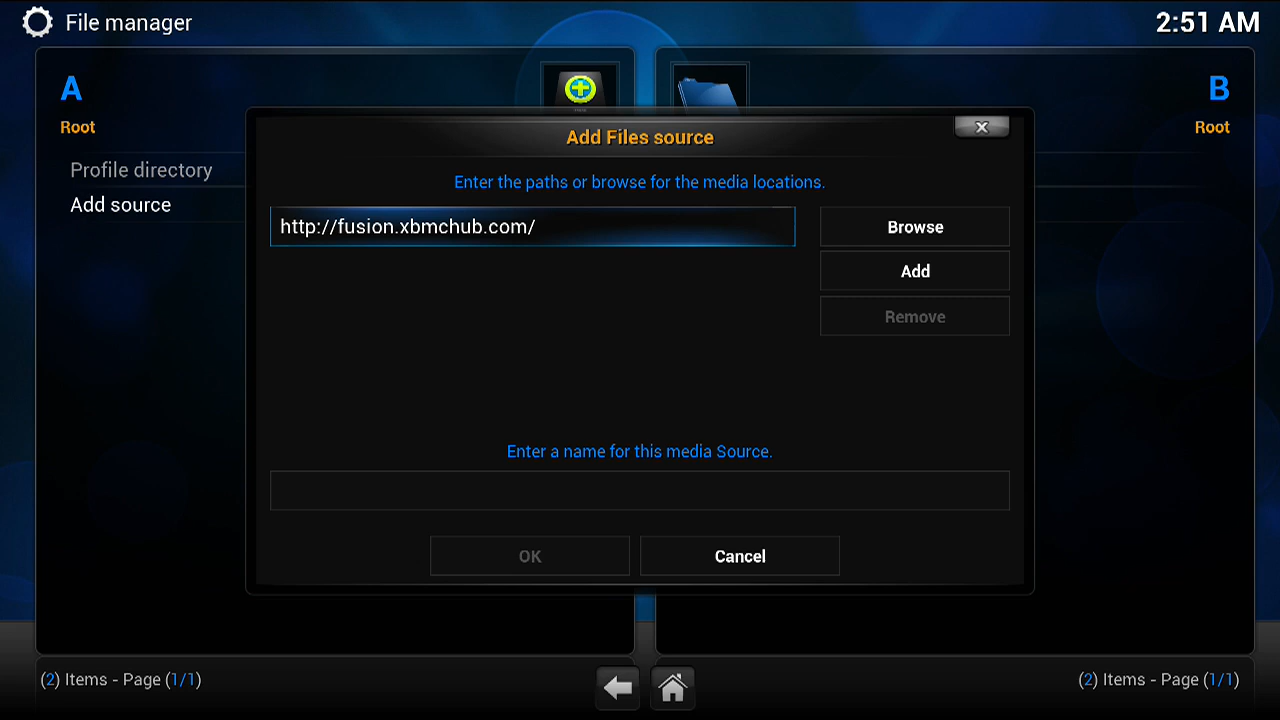 File manager
2:51 AM
A
B
Root
Root
Profile directory
Add source
Add Files source
Enter the paths or browse for the media locations.
http://fusion.xbmchub.com/
Browse
Add
Remove
Enter a name for this media Source.
OK
Cancel
(2) Items - Page (1/1)
(2) Items - Page (1/1)